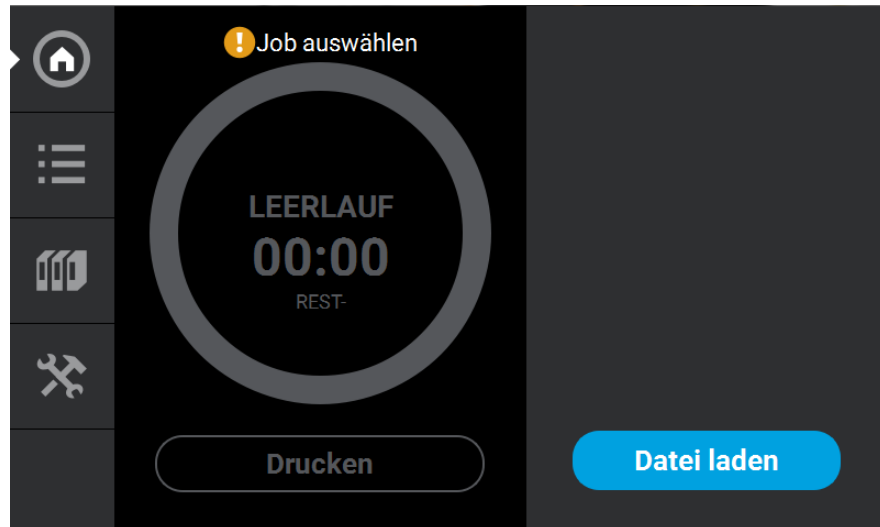 Job auswählen
LEERLAUF
00:00
REST-
Drucken
Datei laden